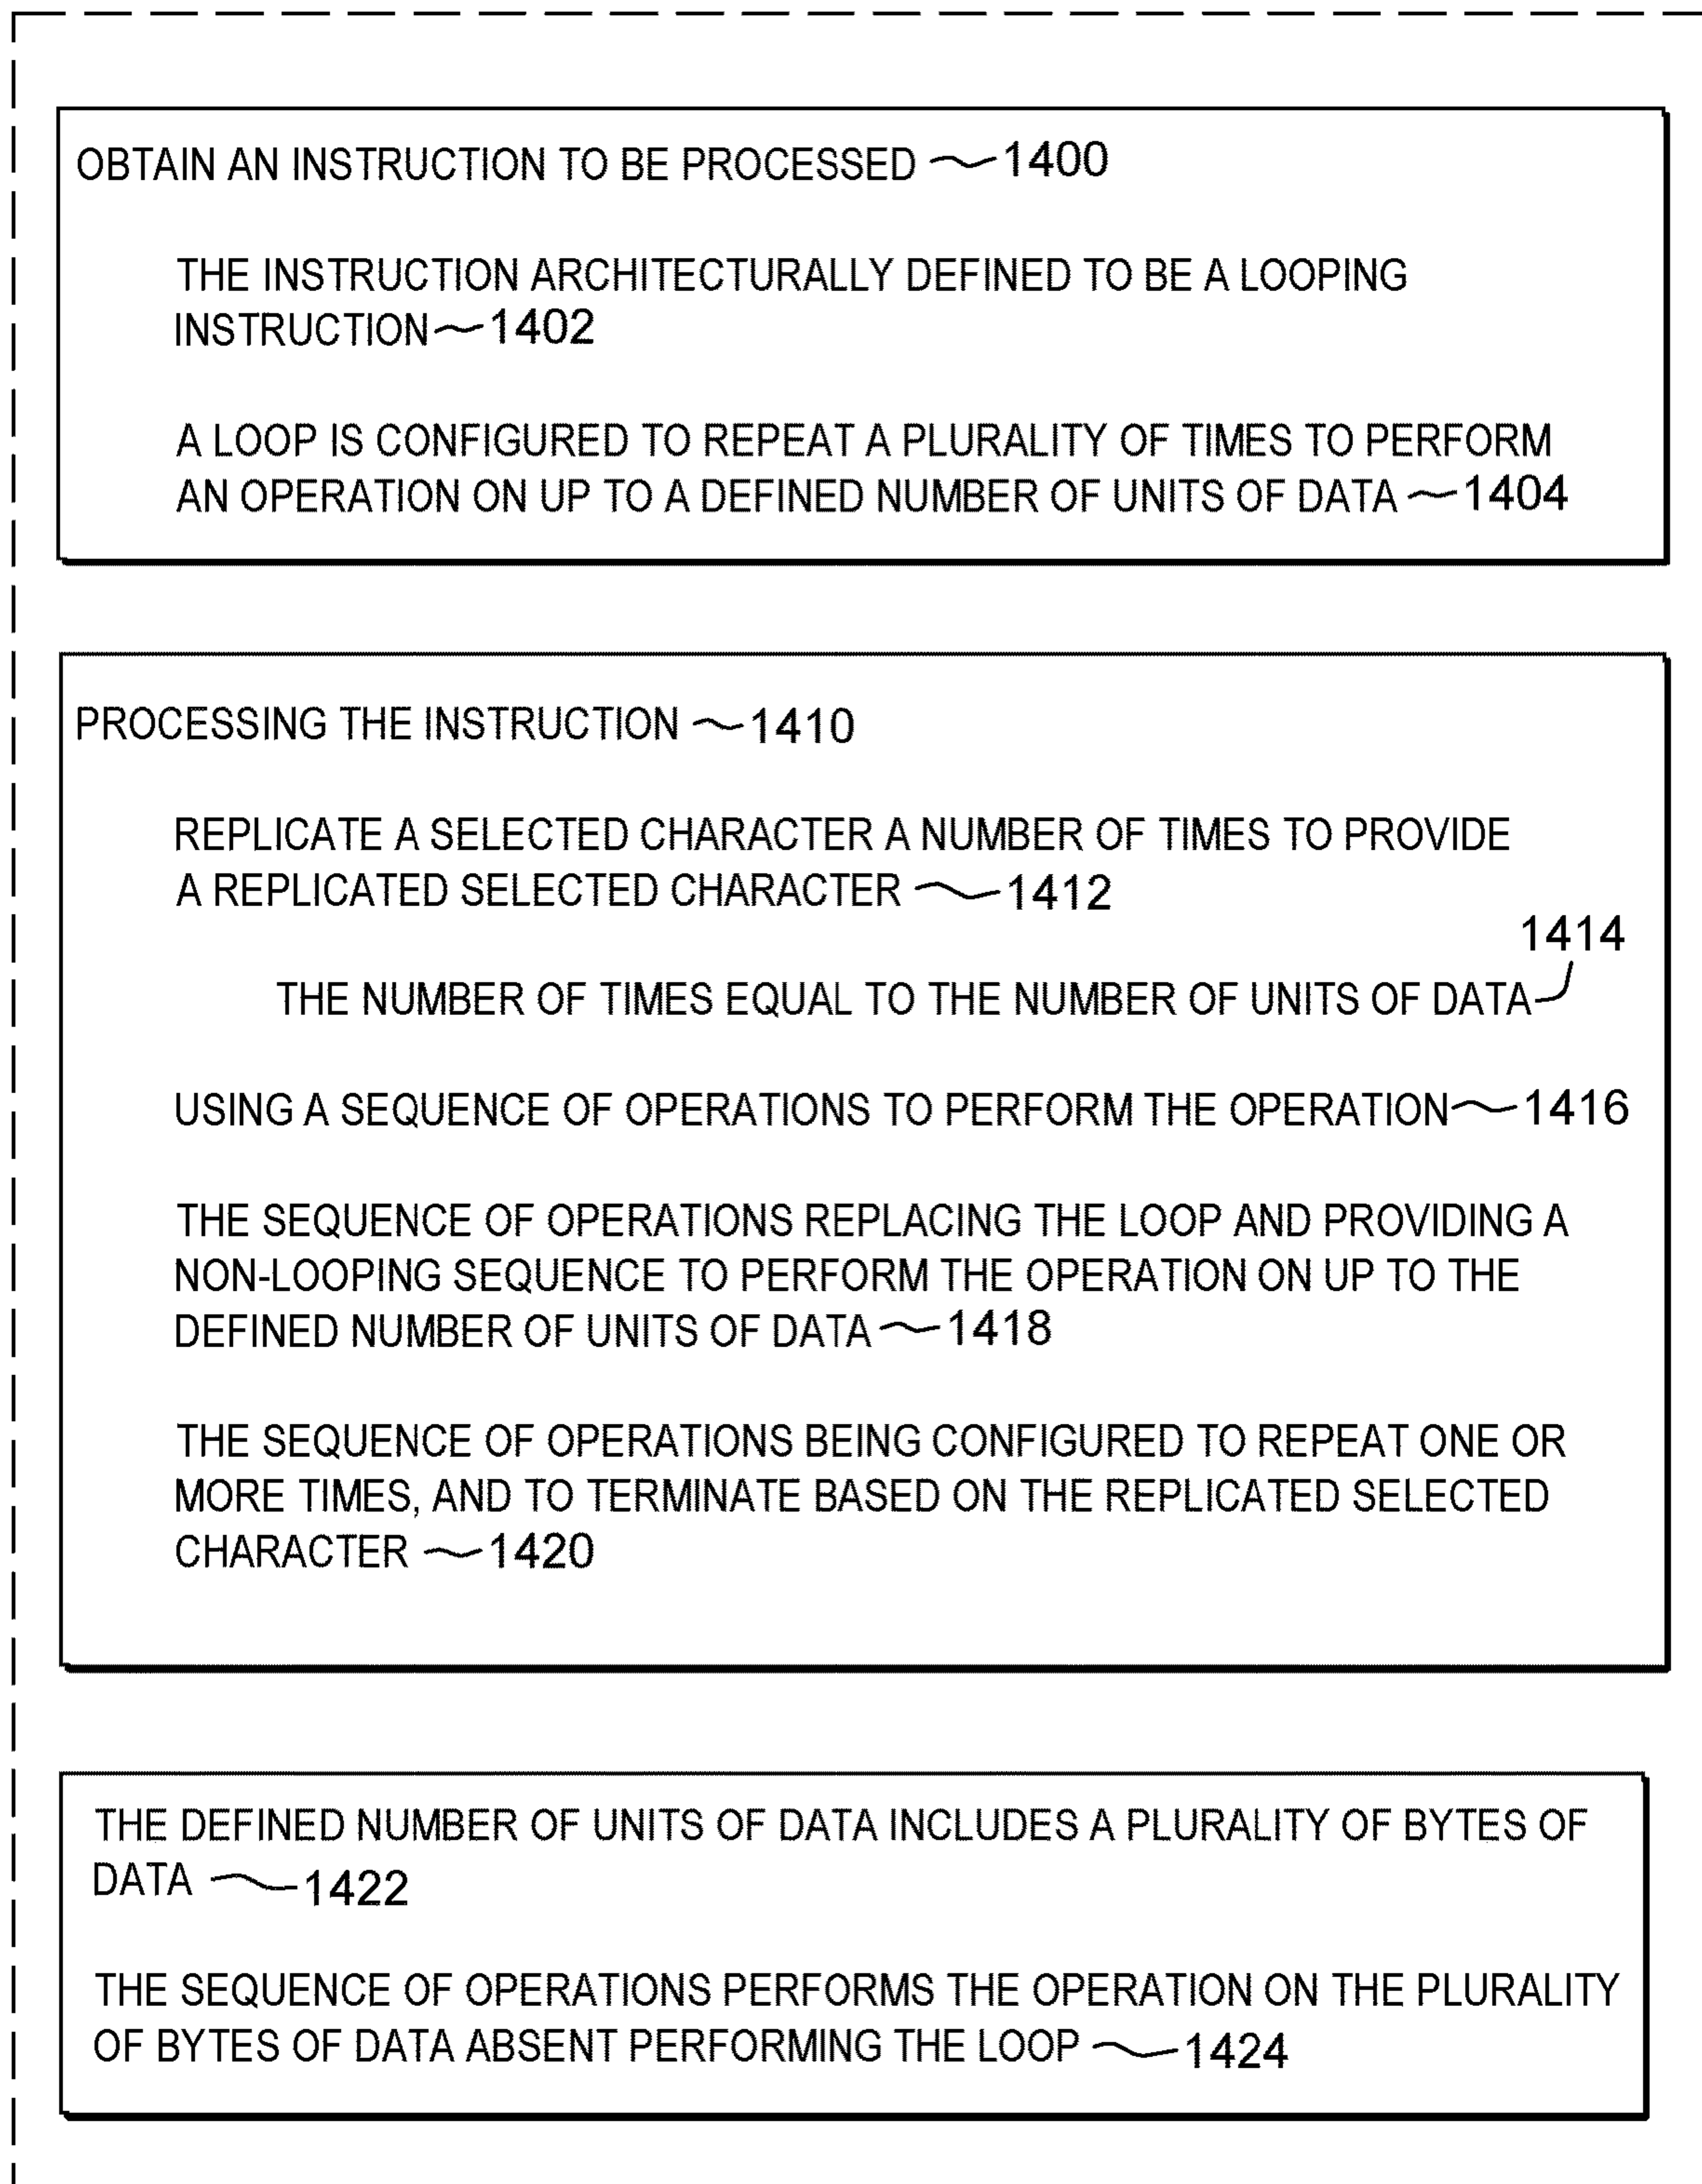 OBTAIN AN INSTRUCTION TO BE PROCESSED 1400
THE INSTRUCTION ARCHITECTURALLY DEFINED TO BE A LOOPING
INSTRUCTION 1402
A LOOP IS CONFIGURED TO REPEAT A PLURALITY OF TIMES TO PERFORM
AN OPERATION ON UP TO A DEFINED NUMBER OF UNITS OF DATA 1404
PROCESSING THE INSTRUCTION 1410
REPLICATE A SELECTED CHARACTER A NUMBER OF TIMES TO PROVIDE
A REPLICATED SELECTED CHARACTER 1412
1414
THE NUMBER OF TIMES EQUAL TO THE NUMBER OF UNITS OF DATA
USING A SEQUENCE OF OPERATIONS TO PERFORM THE OPERATION 1416
THE SEQUENCE OF OPERATIONS REPLACING THE LOOP AND PROVIDING A
NON-LOOPING SEQUENCE TO PERFORM THE OPERATION ON UP TO THE
DEFINED NUMBER OF UNITS OF DATA 1418
THE SEQUENCE OF OPERATIONS BEING CONFIGURED TO REPEAT ONE OR
MORE TIMES, AND TO TERMINATE BASED ON THE REPLICATED SELECTED
CHARACTER 1420
THE DEFINED NUMBER OF UNITS OF DATA INCLUDES A PLURALITY OF BYTES OF
DATA 1422
THE SEQUENCE OF OPERATIONS PERFORMS THE OPERATION ON THE PLURALITY
OF BYTES OF DATA ABSENT PERFORMING THE LOOP 1424